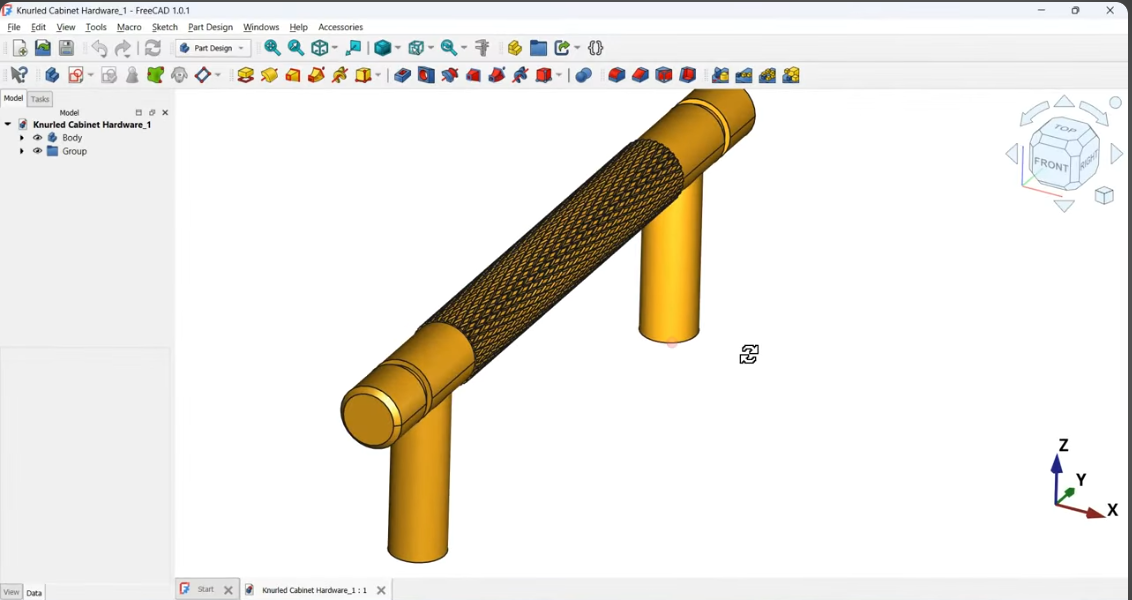 Knurled Cabinet Hardware_1 - FreeCAD 1.0.1
File Edit View Tools Macro Sketch Part Design Windows Help Accessories
Part Design
Model Tasks
Model
Knurled Cabinet Hardware_1
Body
Group
TOP
FRONT
RIGHT
Z
Y
X
View Data
Start
Knurled Cabinet Hardware_1 : 1